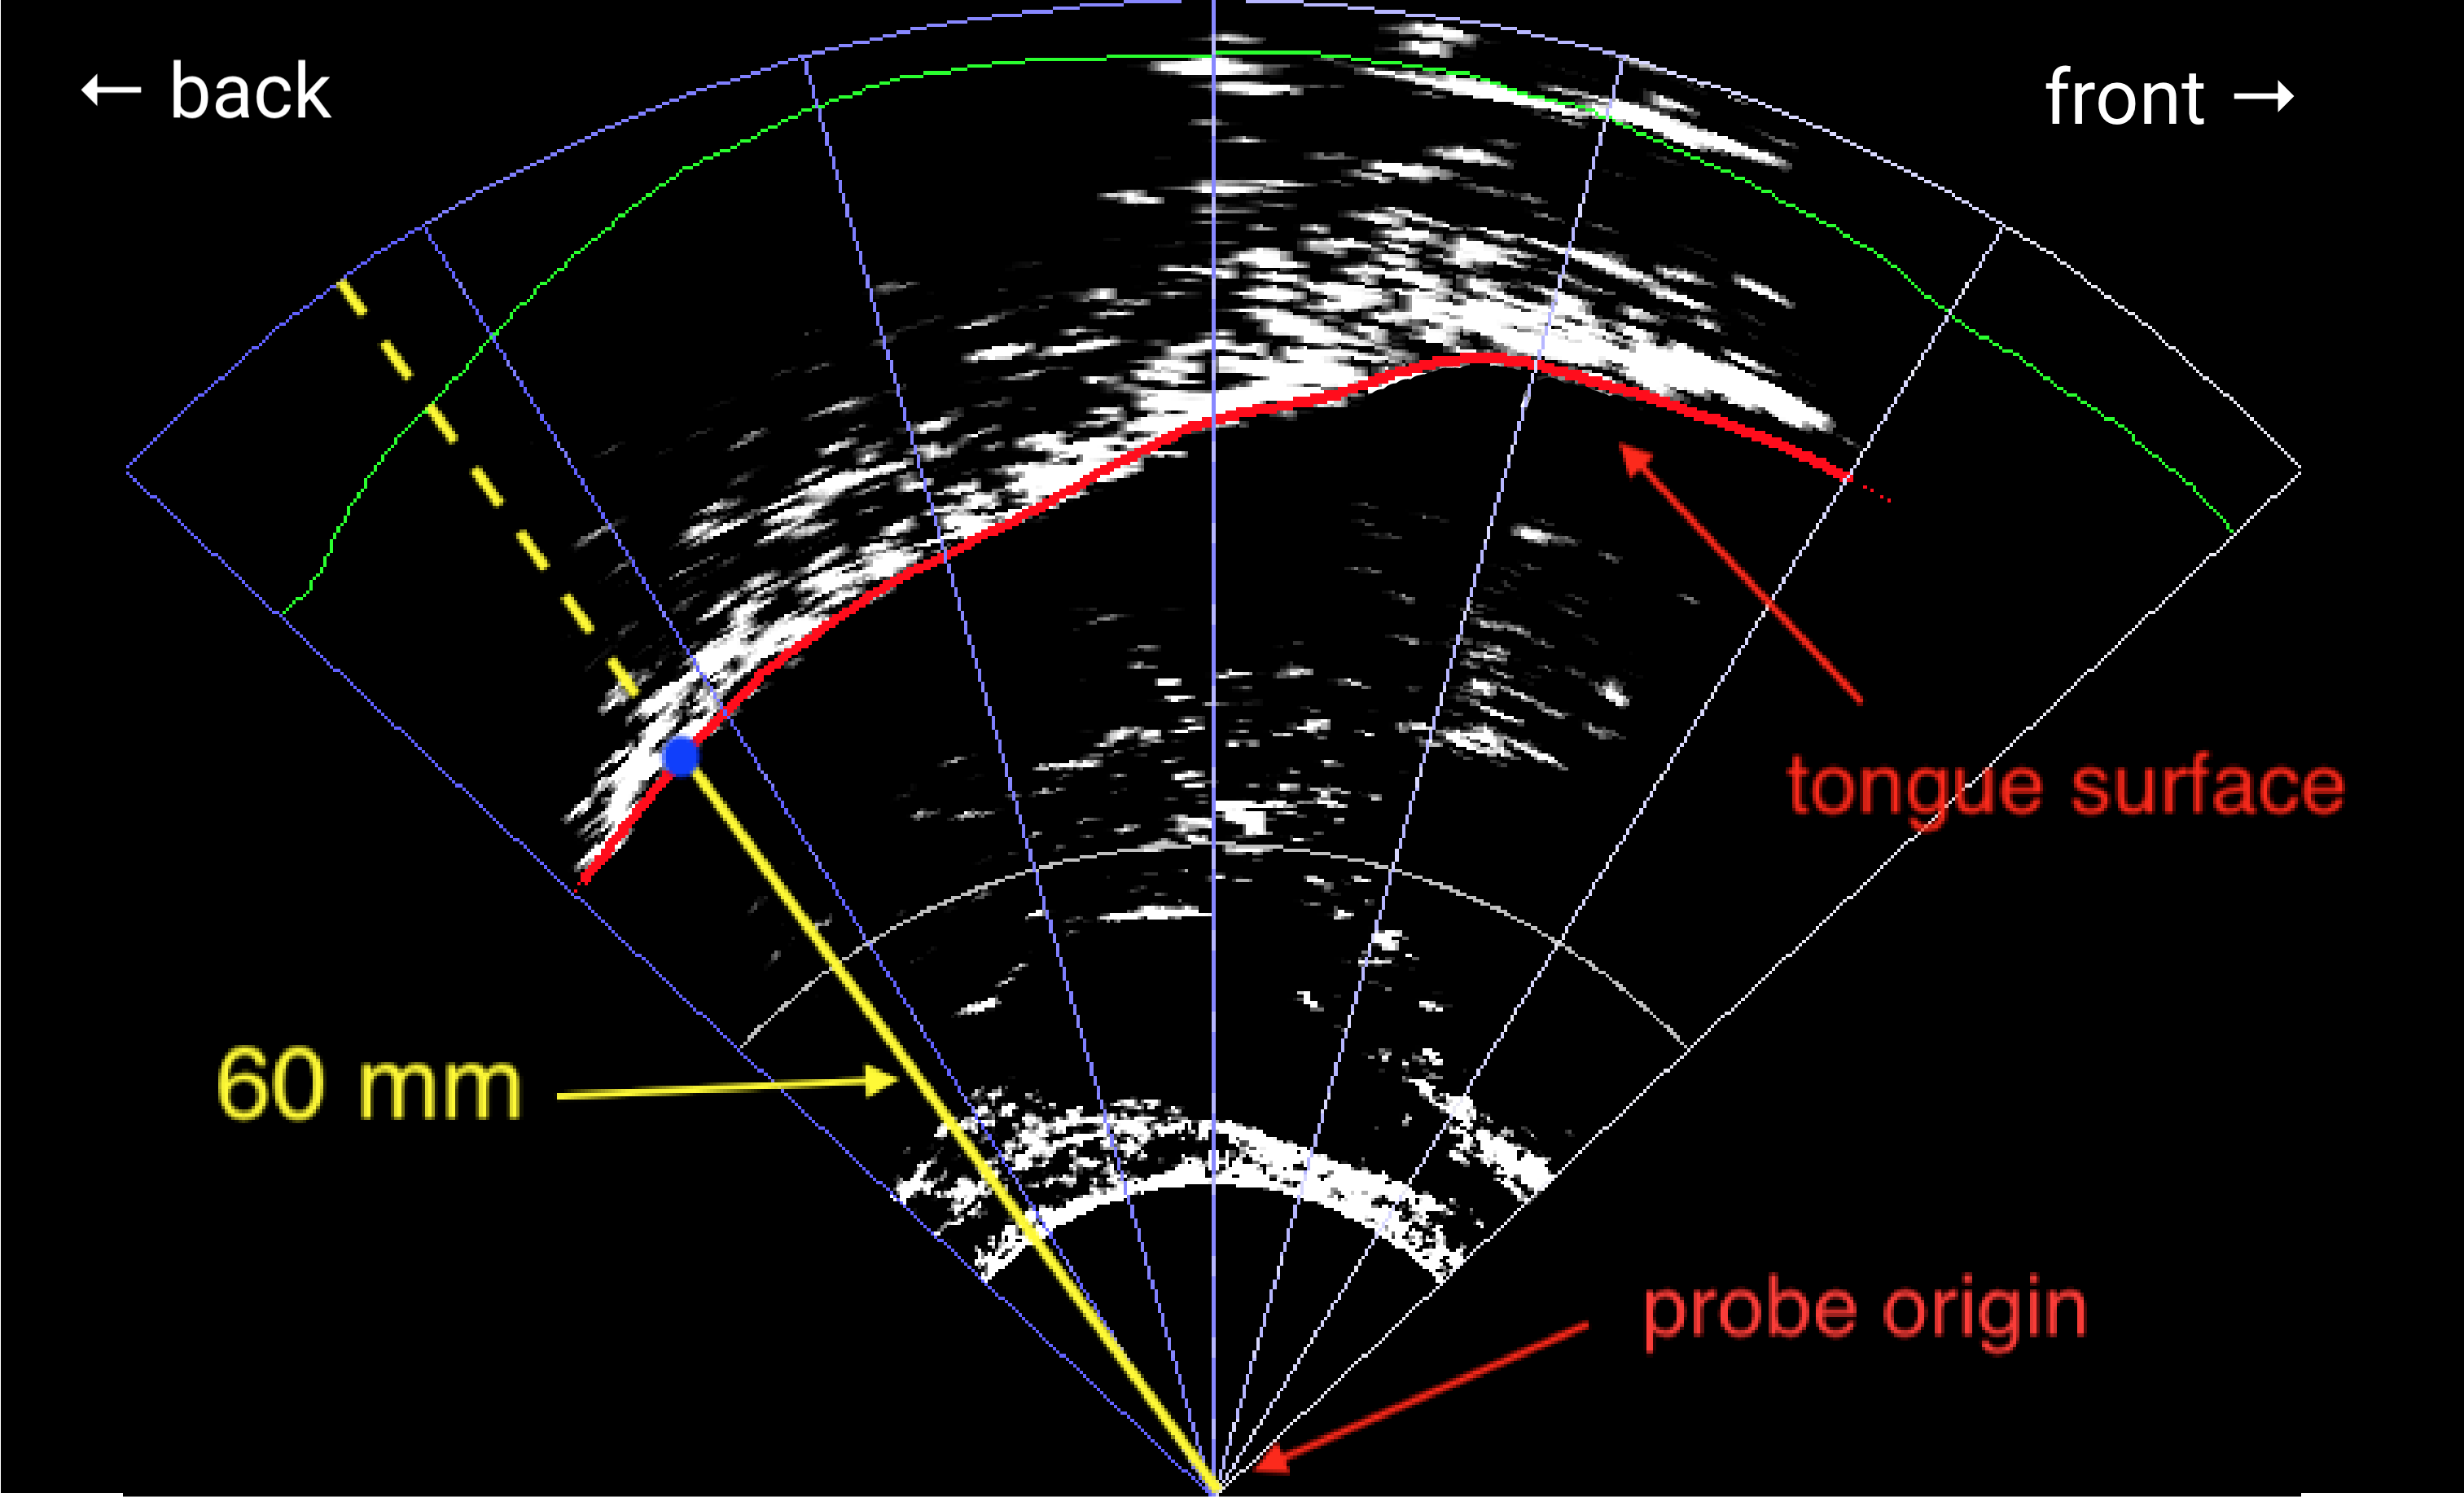 ← back
front →
tongue surface
60 mm
probe origin